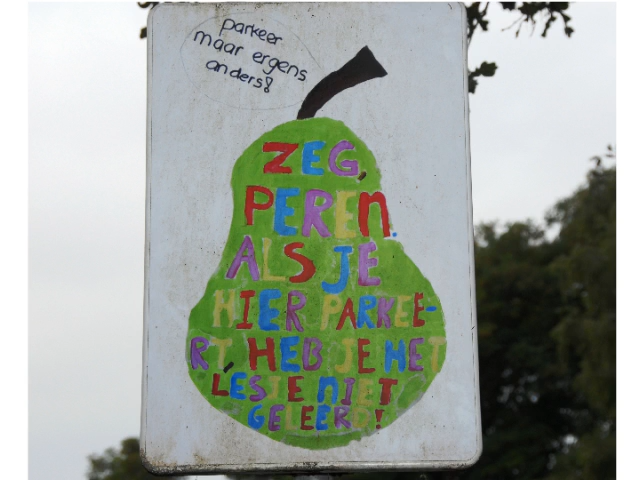 parkeer
maar ergens
anders!
ZEG,
PEREN.
ALS JE
HIER PARKEE-
RT, HEB JE HET
LESJE NIET
GELEERD!